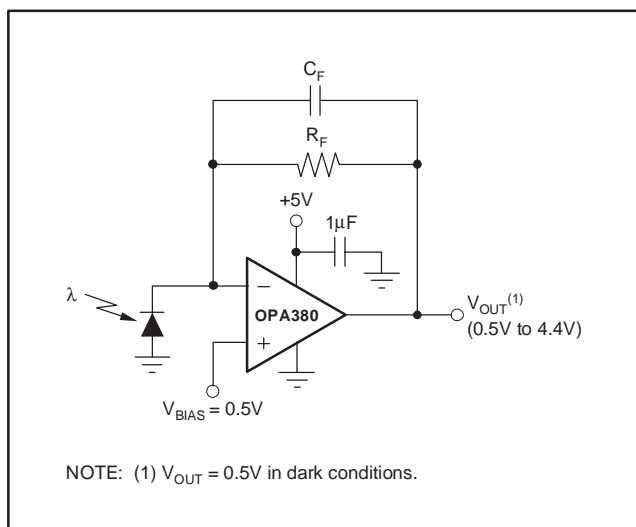 C_F
R_F
+5V
1µF
λ
−
OPA380
+
V_OUT^(1)
(0.5V to 4.4V)
V_BIAS = 0.5V
NOTE: (1) V_OUT = 0.5V in dark conditions.